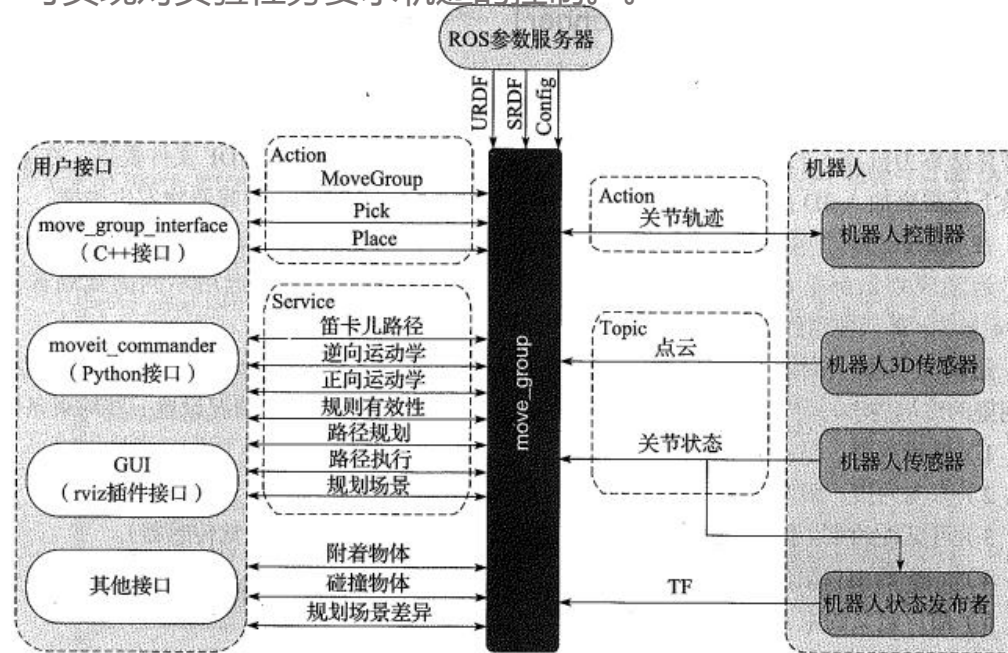 ROS参数服务器
URDF
SRDF
Config
用户接口
move_group_interface
（C++接口）
moveit_commander
（Python接口）
GUI
（rviz插件接口）
其他接口
Action
MoveGroup
Pick
Place
Service
笛卡儿路径
逆向运动学
正向运动学
规则有效性
路径规划
路径执行
规划场景
附着物体
碰撞物体
规划场景差异
move_group
Action
关节轨迹
Topic
点云
关节状态
TF
机器人
机器人控制器
机器人3D传感器
机器人传感器
机器人状态发布者